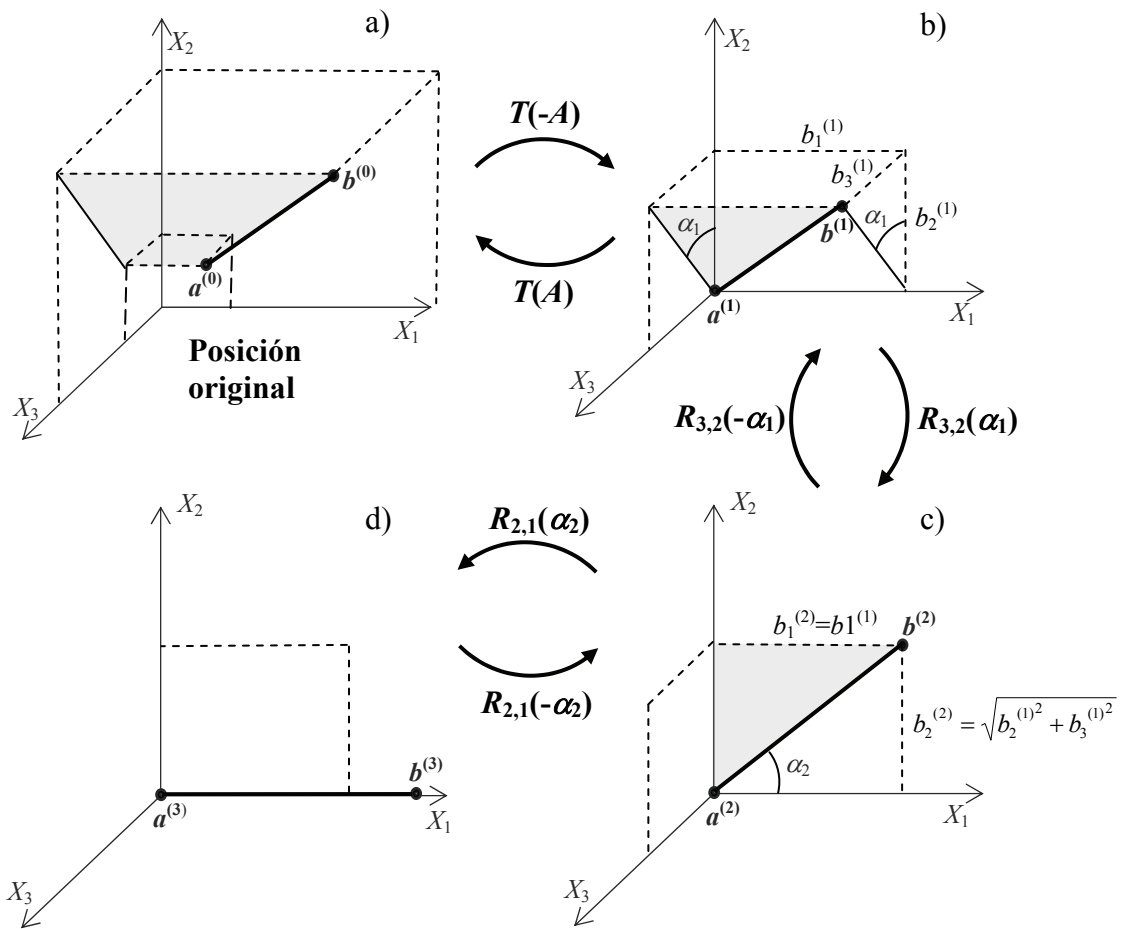 a)
X₂
b⁽⁰⁾
a⁽⁰⁾
X₁
Posición
original
X₃
T(-A)
T(A)
b)
X₂
b₁⁽¹⁾
b₃⁽¹⁾
α₁
b⁽¹⁾
α₁
b₂⁽¹⁾
a⁽¹⁾
X₁
X₃
R₃,₂(-α₁)
R₃,₂(α₁)
d)
X₂
b⁽³⁾
a⁽³⁾
X₁
X₃
R₂,₁(α₂)
R₂,₁(-α₂)
c)
X₂
b₁⁽²⁾=b1⁽¹⁾
b⁽²⁾
b₂⁽²⁾ = √(b₂⁽¹⁾² + b₃⁽¹⁾²)
α₂
a⁽²⁾
X₁
X₃